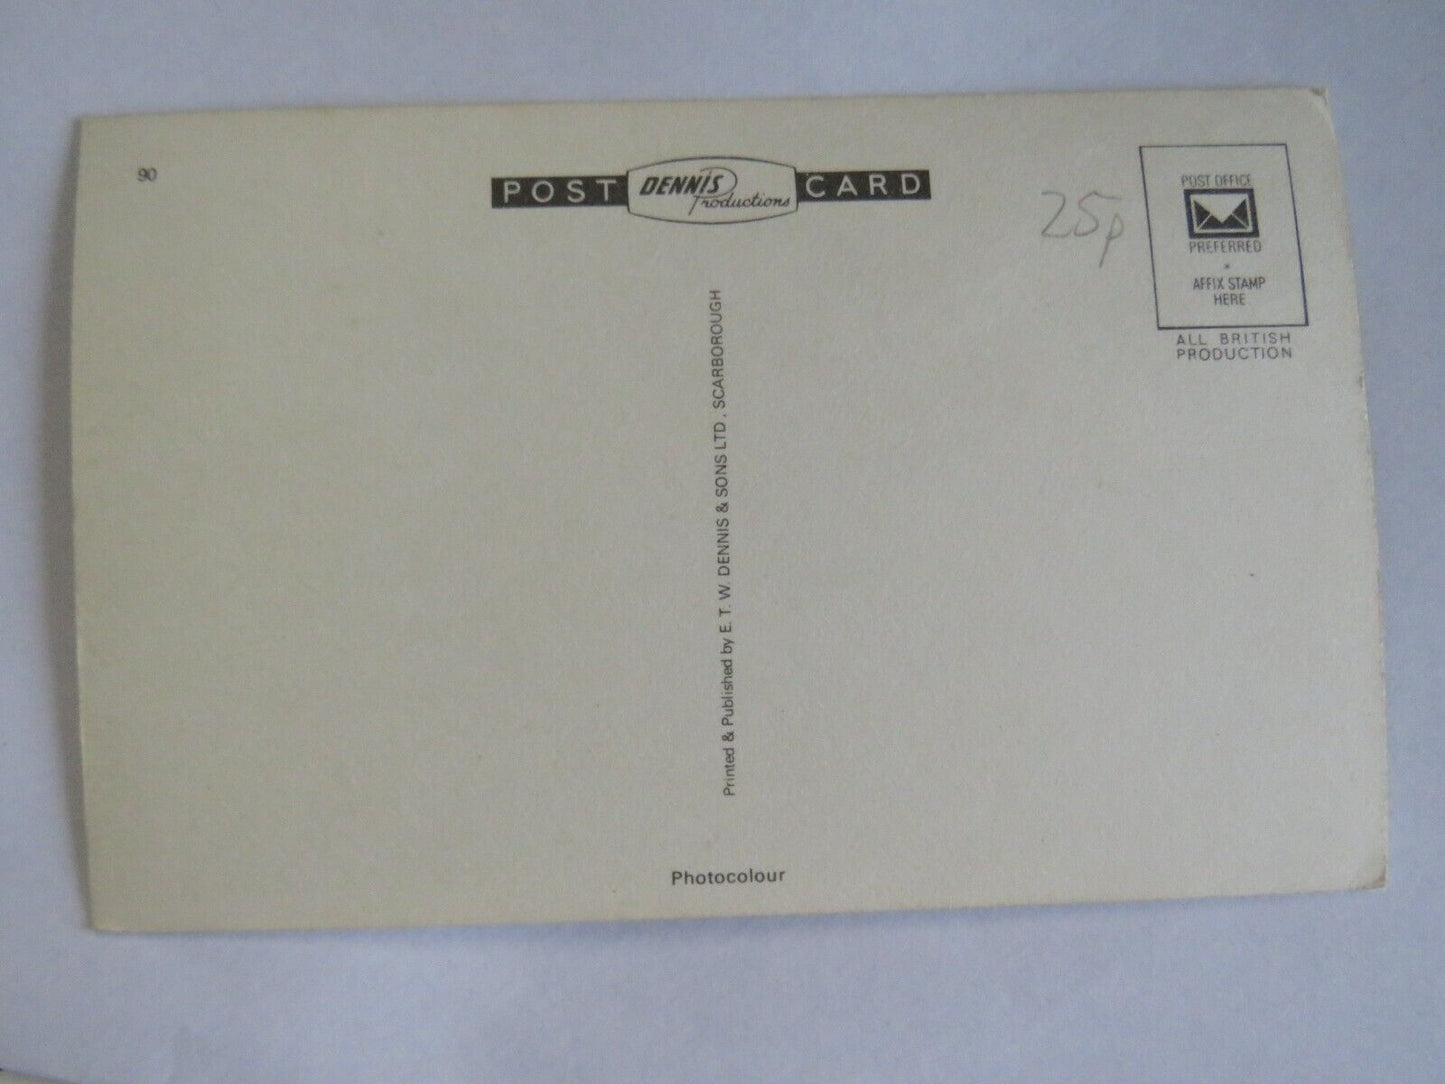 90
POST DENNIS Productions CARD
25p
POST OFFICE
PREFERRED
*
AFFIX STAMP
HERE
ALL BRITISH
PRODUCTION
Printed & Published by E. T. W. DENNIS & SONS LTD., SCARBOROUGH
Photocolour